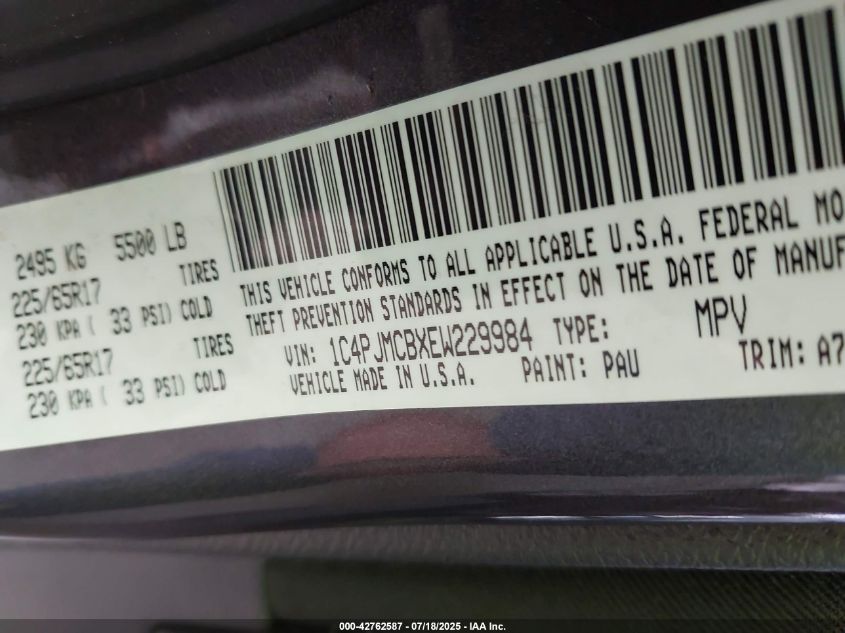 2495 KG 5500 LB
225/65R17 TIRES
230 KPA ( 33 PSI) COLD
225/65R17 TIRES
230 KPA ( 33 PSI) COLD
THIS VEHICLE CONFORMS TO ALL APPLICABLE U.S.A. FEDERAL MO
THEFT PREVENTION STANDARDS IN EFFECT ON THE DATE OF MANUF
VIN: 1C4PJMCBXEW229984 TYPE: MPV
VEHICLE MADE IN U.S.A. PAINT: PAU TRIM: A7
000-42762587 - 07/18/2025 - IAA Inc.